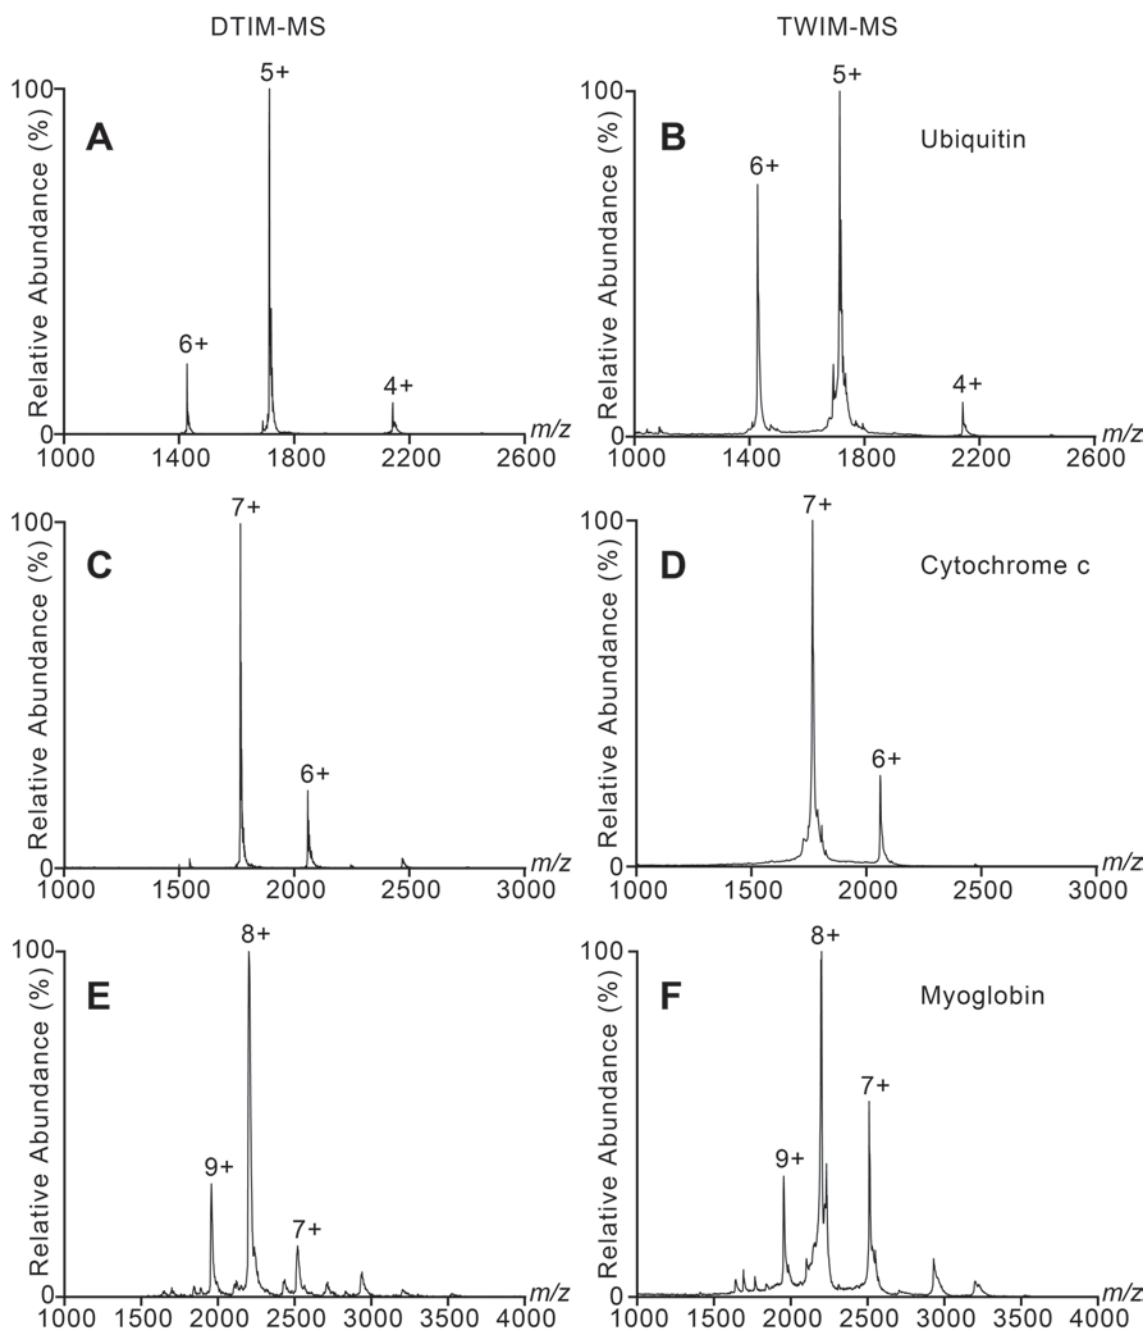 DTIM-MS
TWIM-MS
A
Relative Abundance (%)
100
0
6+
5+
4+
1000 1400 1800 2200 2600
m/z
B
Ubiquitin
Relative Abundance (%)
100
0
6+
5+
4+
1000 1400 1800 2200 2600
m/z
C
Relative Abundance (%)
100
0
7+
6+
1000 1500 2000 2500 3000
m/z
D
Cytochrome c
Relative Abundance (%)
100
0
7+
6+
1000 1500 2000 2500 3000
m/z
E
Relative Abundance (%)
100
0
9+
8+
7+
1000 1500 2000 2500 3000 3500 4000
m/z
F
Myoglobin
Relative Abundance (%)
100
0
9+
8+
7+
1000 1500 2000 2500 3000 3500 4000
m/z